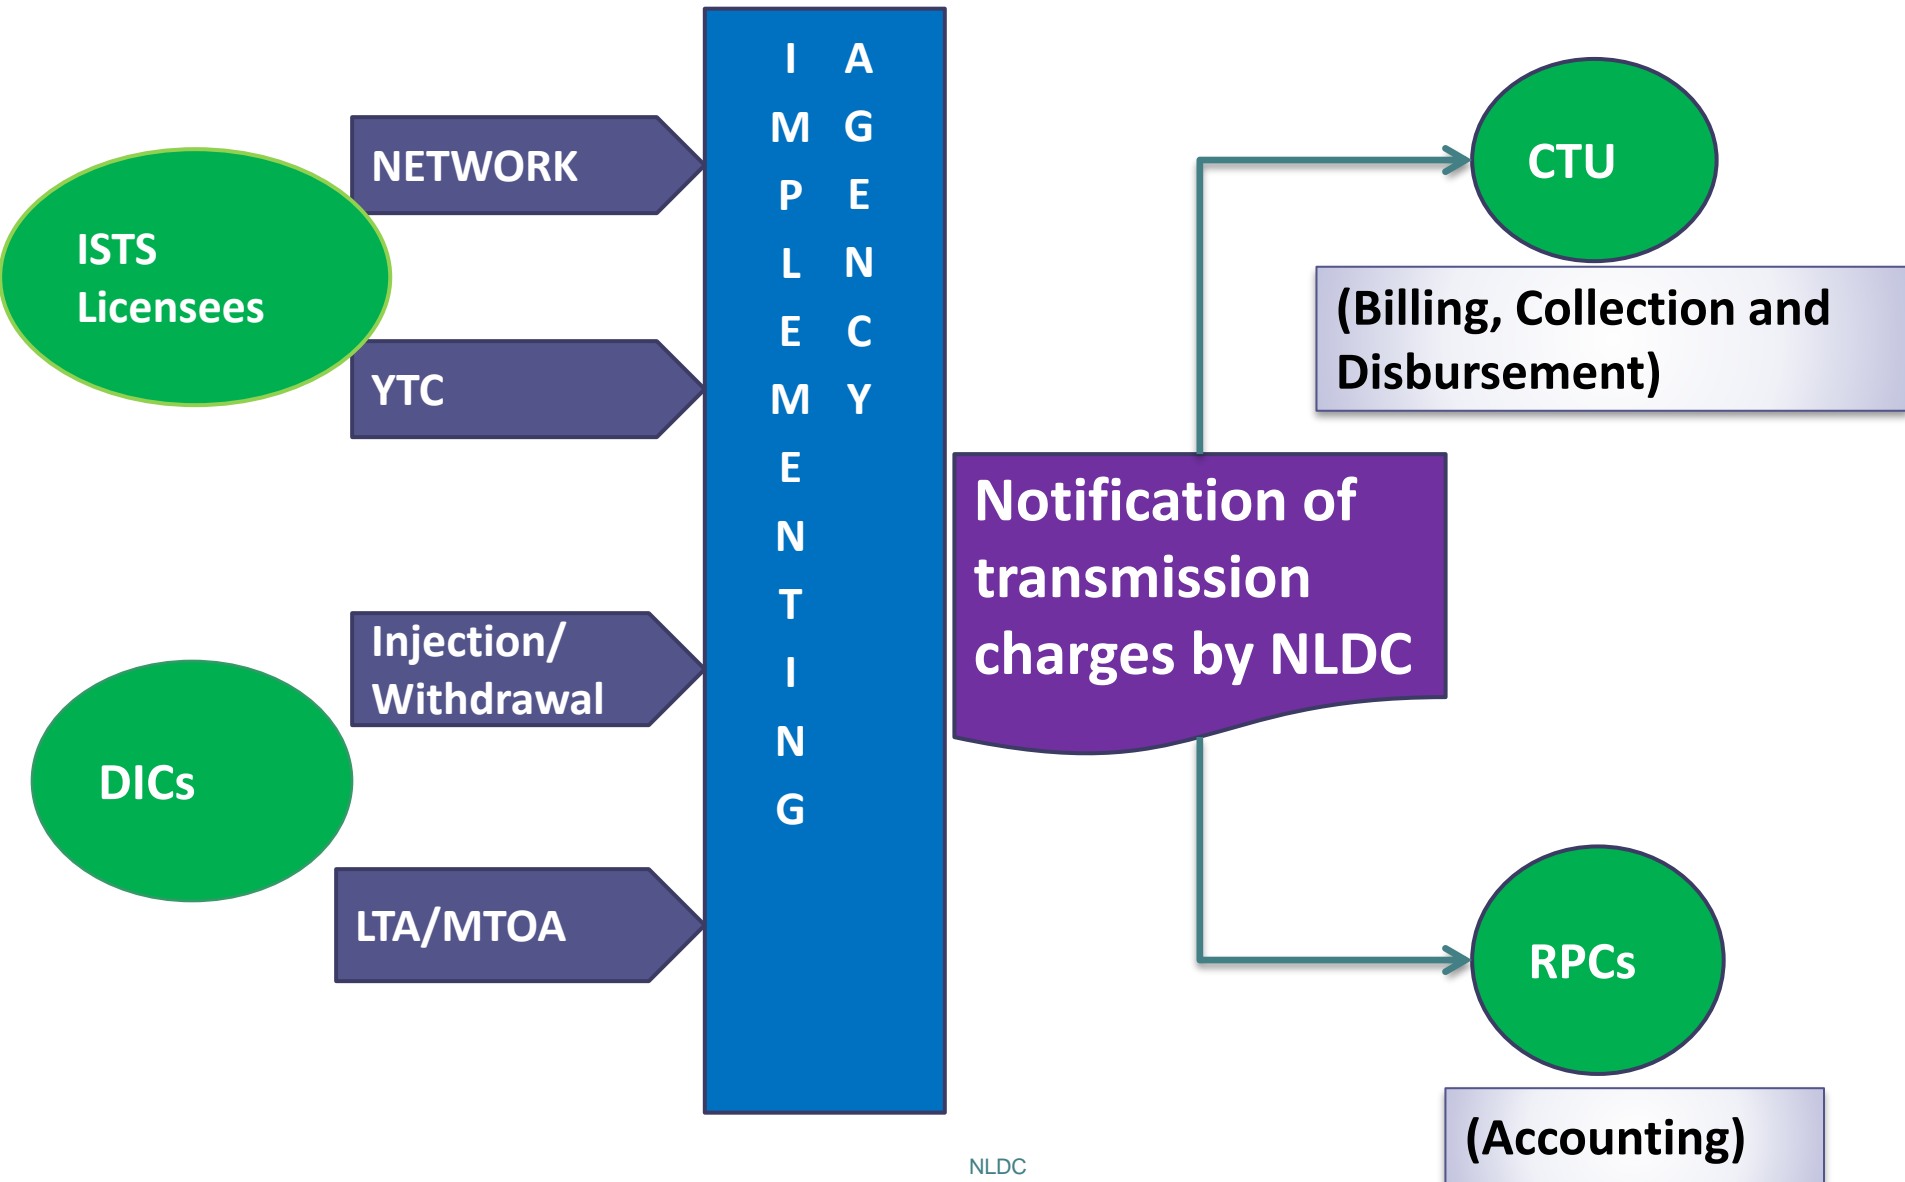 ISTS
Licensees
NETWORK
YTC
DICs
Injection/
Withdrawal
LTA/MTOA
IMPLEMENTING
AGENCY
Notification of
transmission
charges by NLDC
CTU
(Billing, Collection and
Disbursement)
RPCs
(Accounting)
NLDC